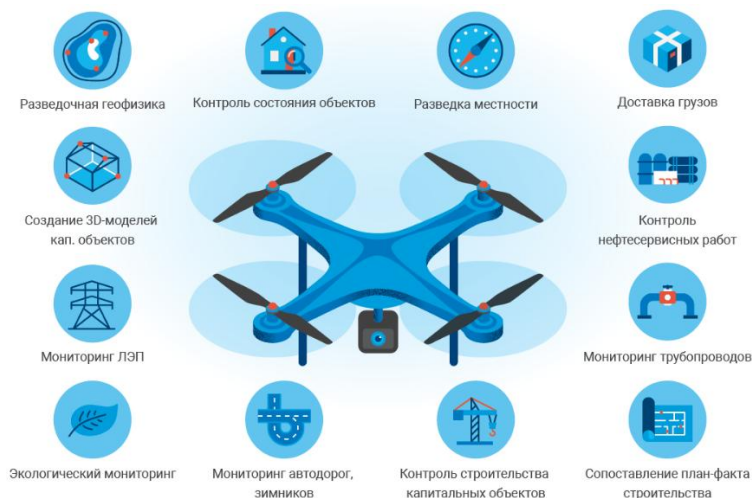 Разведочная геофизика
Контроль состояния объектов
Разведка местности
Доставка грузов
Создание 3D-моделей
кап. объектов
Контроль
нефтесервисных работ
Мониторинг ЛЭП
Мониторинг трубопроводов
Экологический мониторинг
Мониторинг автодорог,
зимников
Контроль строительства
капитальных объектов
Сопоставление план-факта
строительства